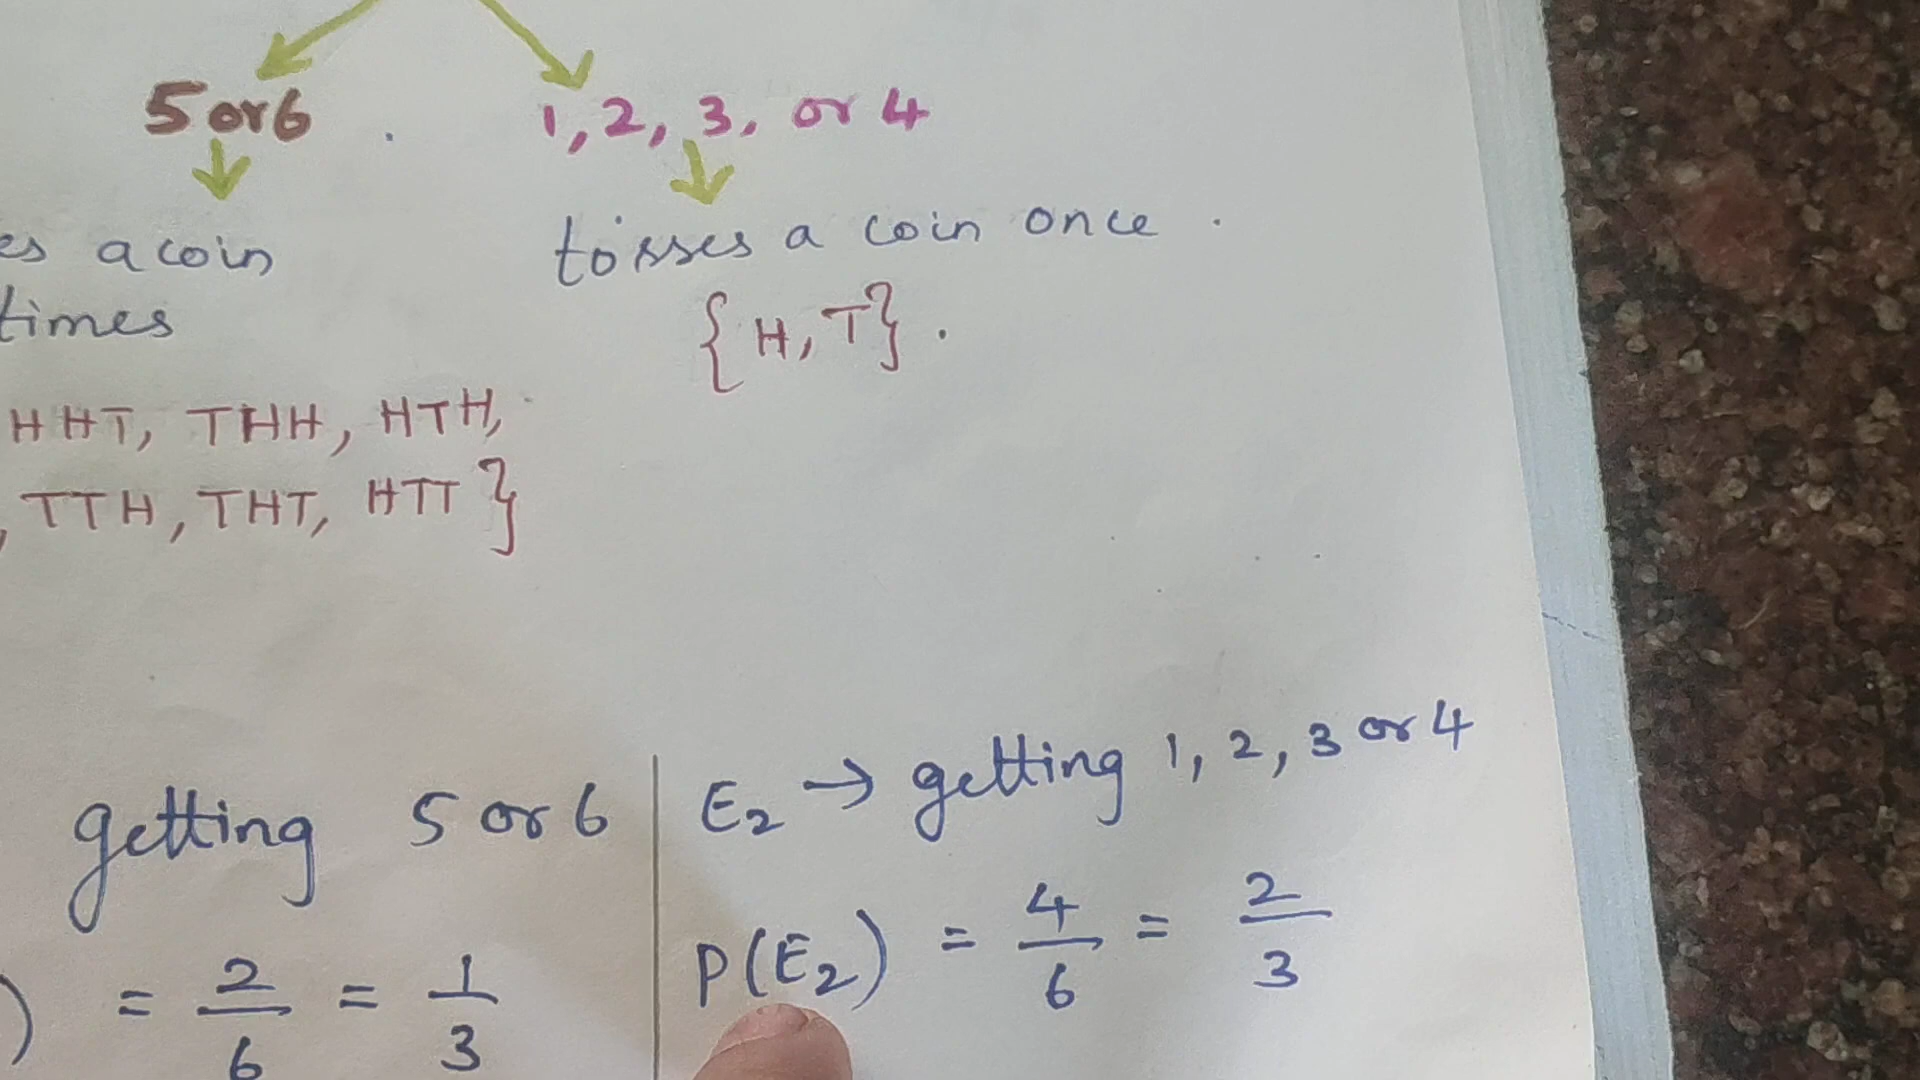 5 or 6 . 1, 2, 3, or 4
es a coin tosses a coin once .
times {H, T} .
HHT, THH, HTH,
, TTH, THT, HTT }
getting 5 or 6 E2 → getting 1, 2, 3 or 4
) = 2/6 = 1/3 P(E2) = 4/6 = 2/3